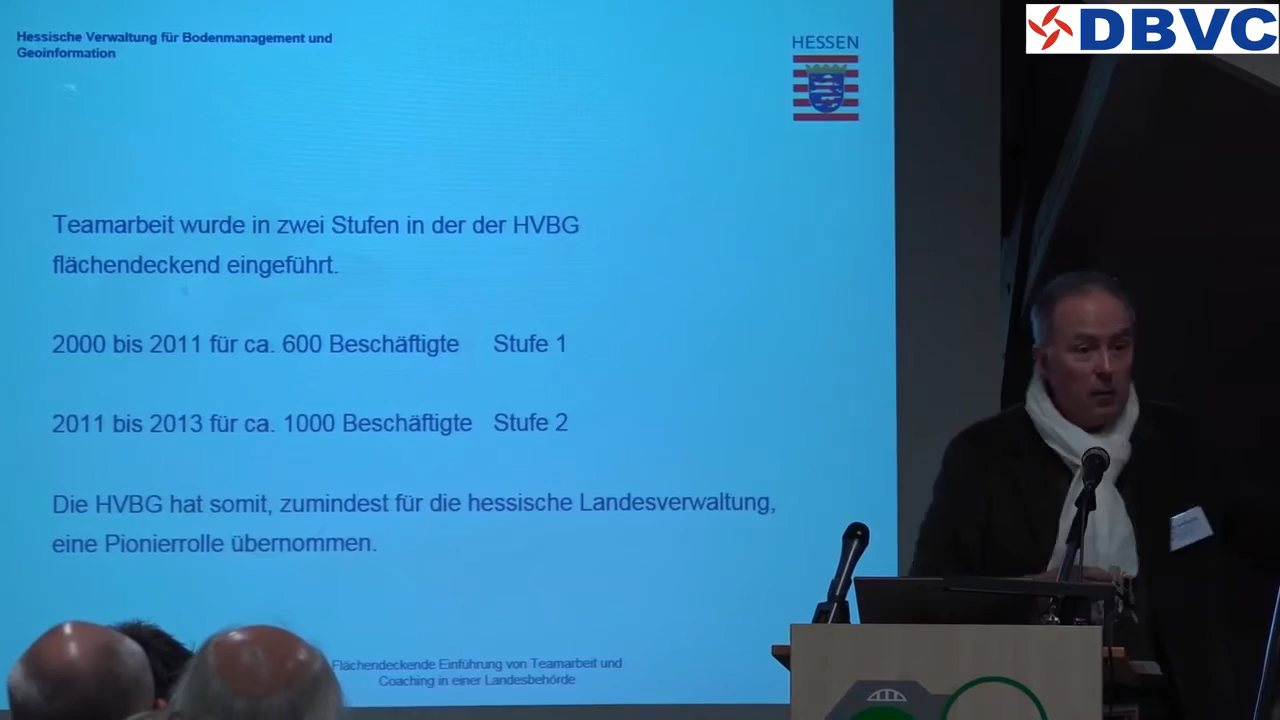 Hessische Verwaltung für Bodenmanagement und
Geoinformation
HESSEN
DBVC
Teamarbeit wurde in zwei Stufen in der der HVBG
flächendeckend eingeführt.
2000 bis 2011 für ca. 600 Beschäftigte Stufe 1
2011 bis 2013 für ca. 1000 Beschäftigte Stufe 2
Die HVBG hat somit, zumindest für die hessische Landesverwaltung,
eine Pionierrolle übernommen.
Flächendeckende Einführung von Teamarbeit und
Coaching in einer Landesbehörde